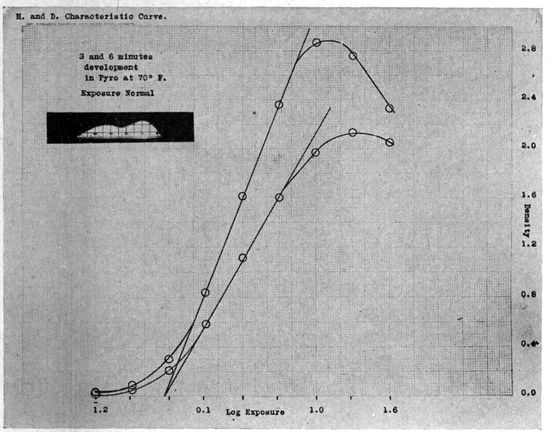 H. and D. Characteristic Curve.
3 and 6 minutes
development
in Pyro at 70° F.
Exposure Normal
2.8
2.4
2.0
1.6
Density
1.2
0.8
0.4
0.0
1.2
0.1
Log Exposure
1.0
1.6